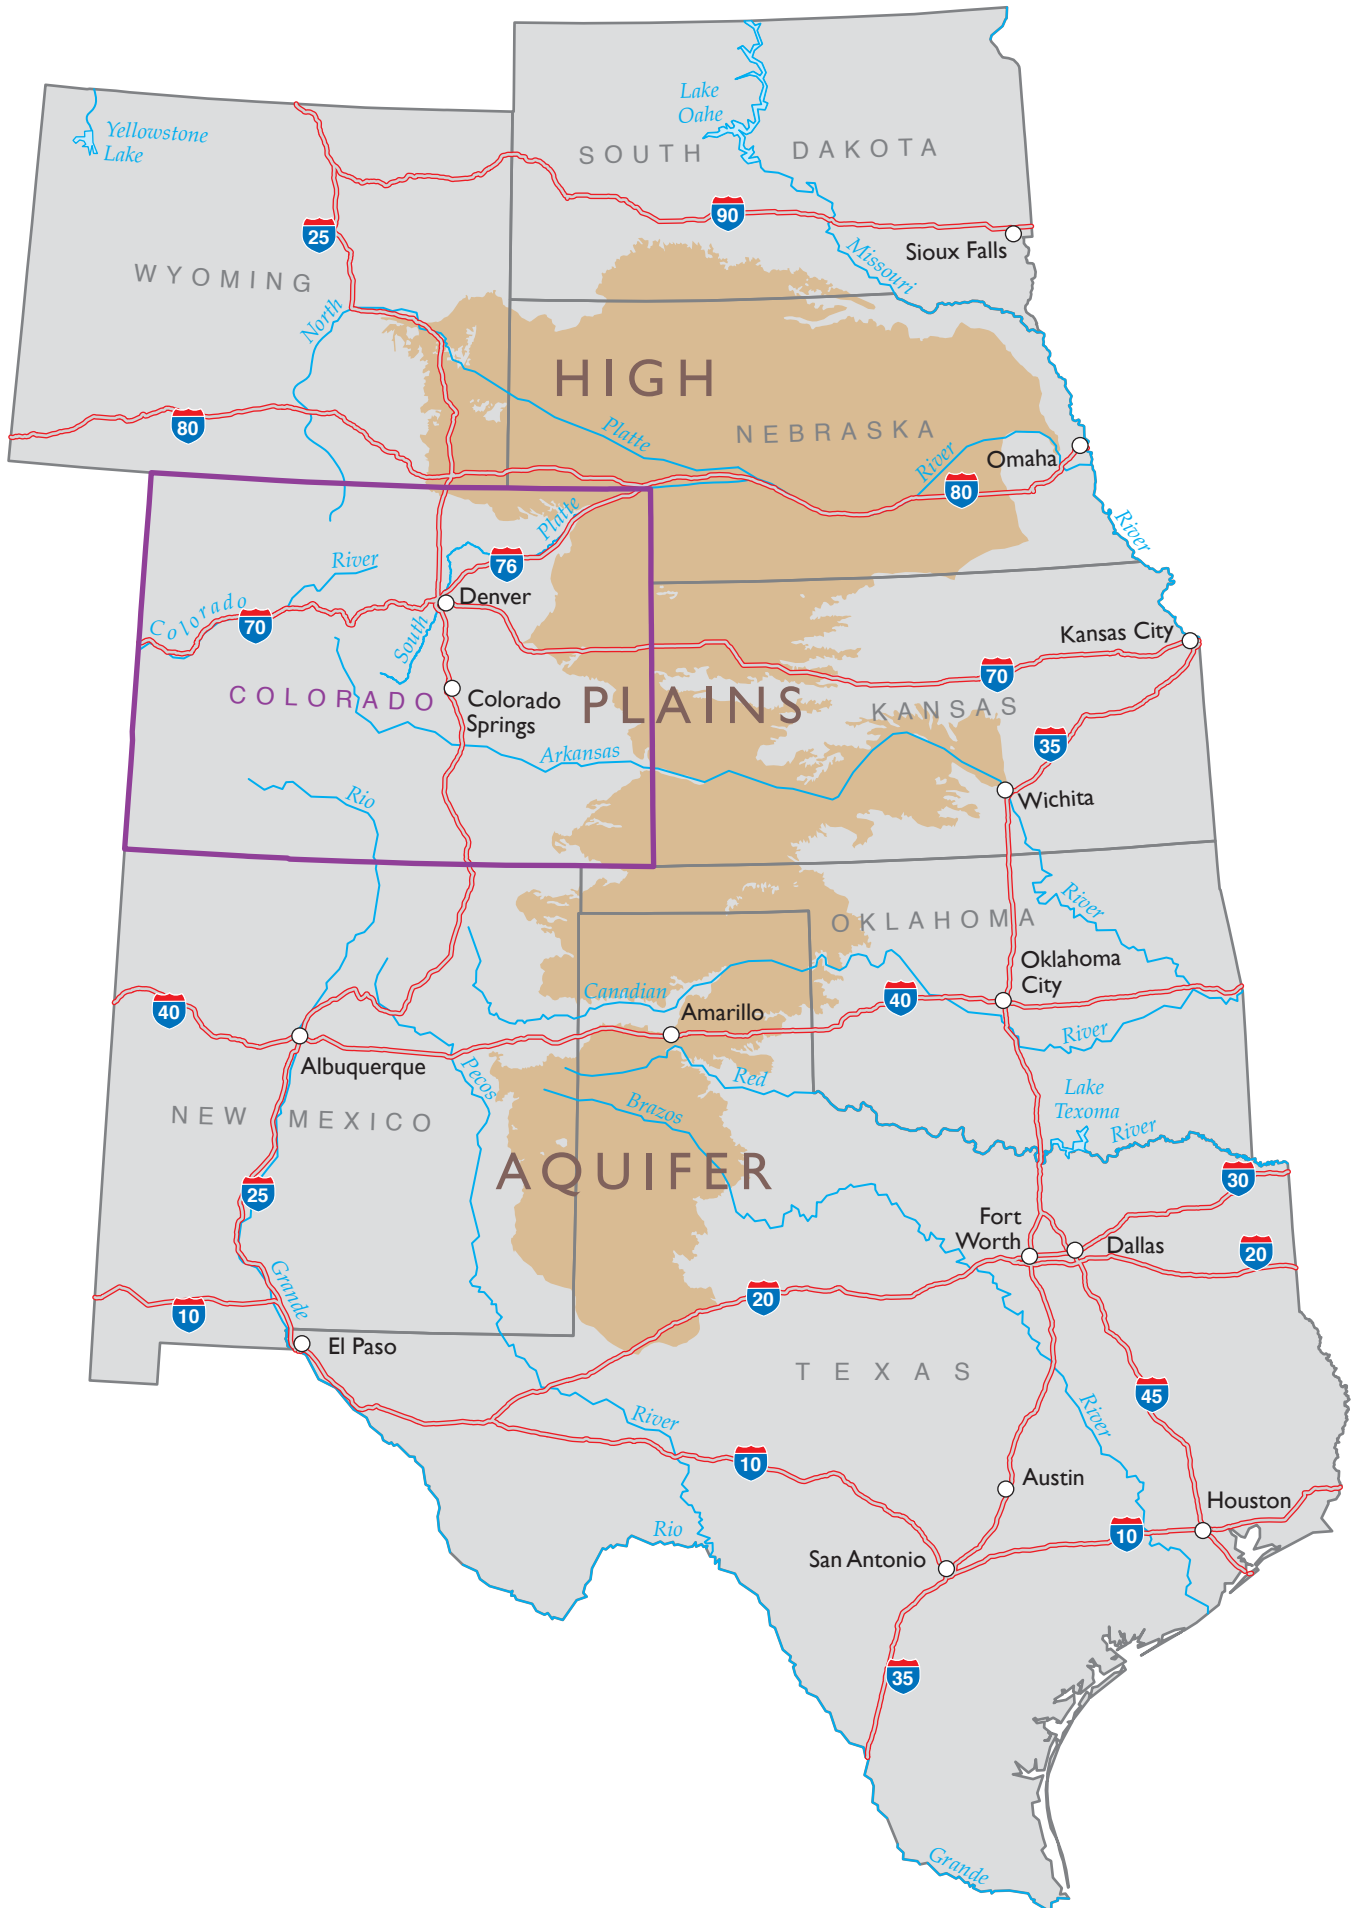 Lake
Oahe
Yellowstone
Lake
SOUTH DAKOTA
90
25
Sioux Falls
Missouri
WYOMING
North
HIGH
80
Platte
NEBRASKA
River
Omaha
80
Platte
River
River
76
Denver
Colorado
70
South
Kansas City
70
COLORADO
Colorado
Springs
PLAINS
KANSAS
35
Arkansas
Rio
Wichita
River
OKLAHOMA
Oklahoma
City
Canadian
40
40
Amarillo
River
Albuquerque
Pecos
Red
Lake
Texoma
River
NEW MEXICO
Brazos
AQUIFER
30
25
Fort
Worth
Dallas
20
Grande
20
10
El Paso
TEXAS
45
River
River
10
Austin
Houston
Rio
10
San Antonio
35
Grande